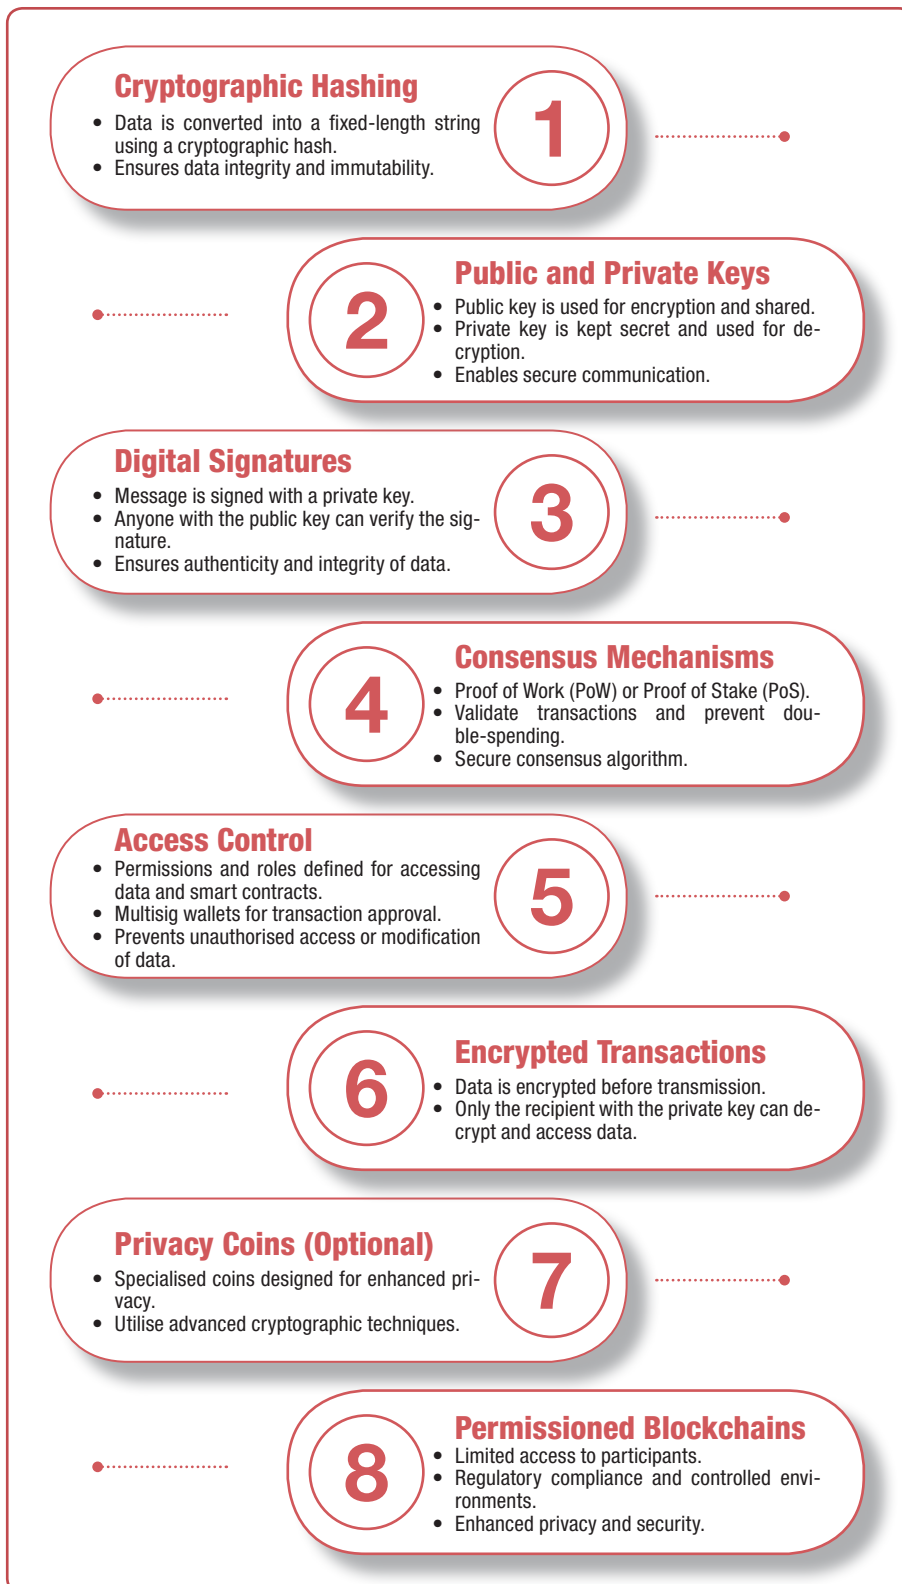 Cryptographic Hashing
• Data is converted into a fixed-length string
using a cryptographic hash.
• Ensures data integrity and immutability.
1
Public and Private Keys
• Public key is used for encryption and shared.
• Private key is kept secret and used for de-
cryption.
• Enables secure communication.
2
Digital Signatures
• Message is signed with a private key.
• Anyone with the public key can verify the sig-
nature.
• Ensures authenticity and integrity of data.
3
Consensus Mechanisms
• Proof of Work (PoW) or Proof of Stake (PoS).
• Validate transactions and prevent dou-
ble-spending.
• Secure consensus algorithm.
4
Access Control
• Permissions and roles defined for accessing
data and smart contracts.
• Multisig wallets for transaction approval.
• Prevents unauthorised access or modification
of data.
5
Encrypted Transactions
• Data is encrypted before transmission.
• Only the recipient with the private key can de-
crypt and access data.
6
Privacy Coins (Optional)
• Specialised coins designed for enhanced pri-
vacy.
• Utilise advanced cryptographic techniques.
7
Permissioned Blockchains
• Limited access to participants.
• Regulatory compliance and controlled envi-
ronments.
• Enhanced privacy and security.
8